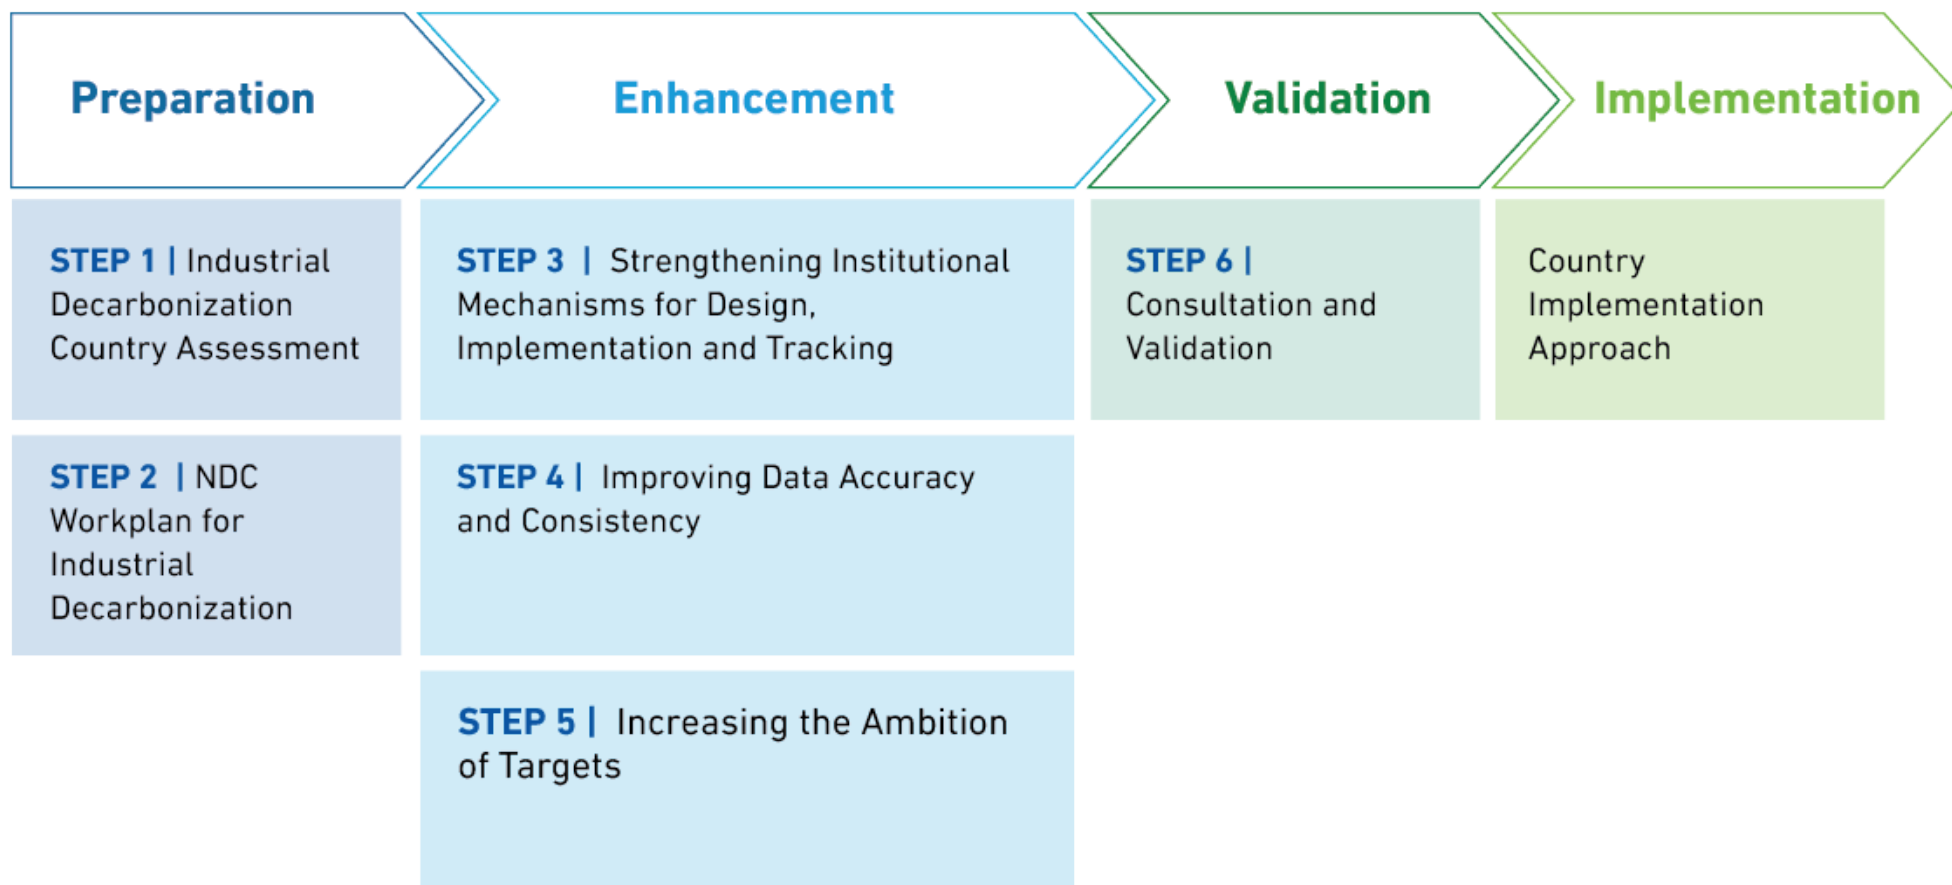 Preparation
Enhancement
Validation
Implementation
STEP 1 | Industrial
Decarbonization
Country Assessment
STEP 2 | NDC
Workplan for
Industrial
Decarbonization
STEP 3 | Strengthening Institutional
Mechanisms for Design,
Implementation and Tracking
STEP 4 | Improving Data Accuracy
and Consistency
STEP 5 | Increasing the Ambition
of Targets
STEP 6 |
Consultation and
Validation
Country
Implementation
Approach